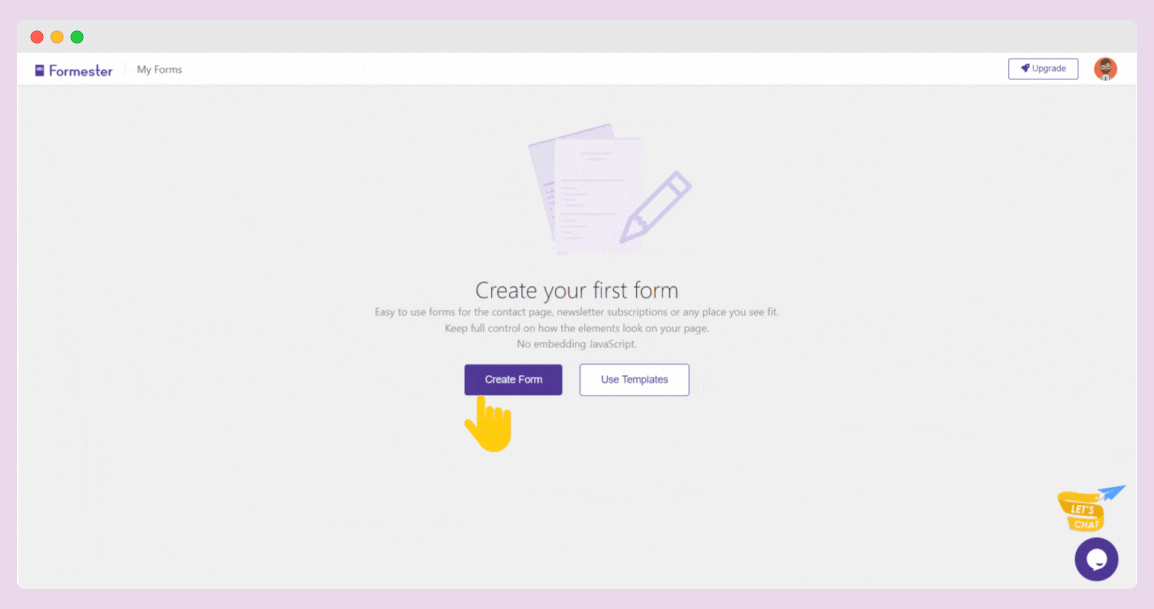 Formester
My Forms
Upgrade
Create your first form
Easy to use forms for the contact page, newsletter subscriptions or any place you see fit.
Keep full control on how the elements look on your page.
No embedding JavaScript.
Create Form
Use Templates
LET'S
CHAT